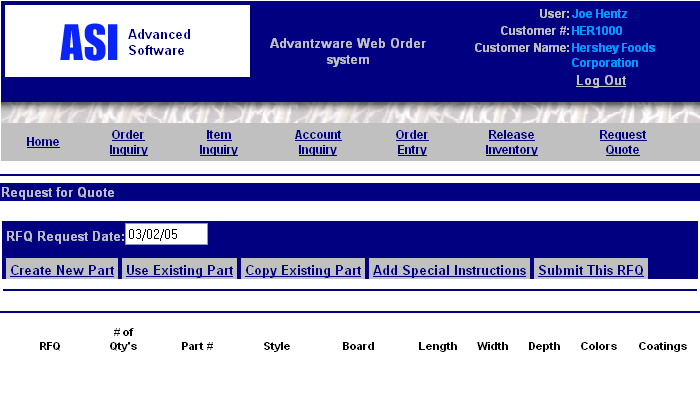 ASI Advanced
Software
Advantzware Web Order
system
User: Joe Hentz
Customer #: HER1000
Customer Name: Hershey Foods
Corporation
Log Out
Home Order Inquiry Item Inquiry Account Inquiry Order Entry Release Inventory Request Quote
Request for Quote
RFQ Request Date: 03/02/05
Create New Part Use Existing Part Copy Existing Part Add Special Instructions Submit This RFQ
RFQ # of Qty's Part # Style Board Length Width Depth Colors Coatings